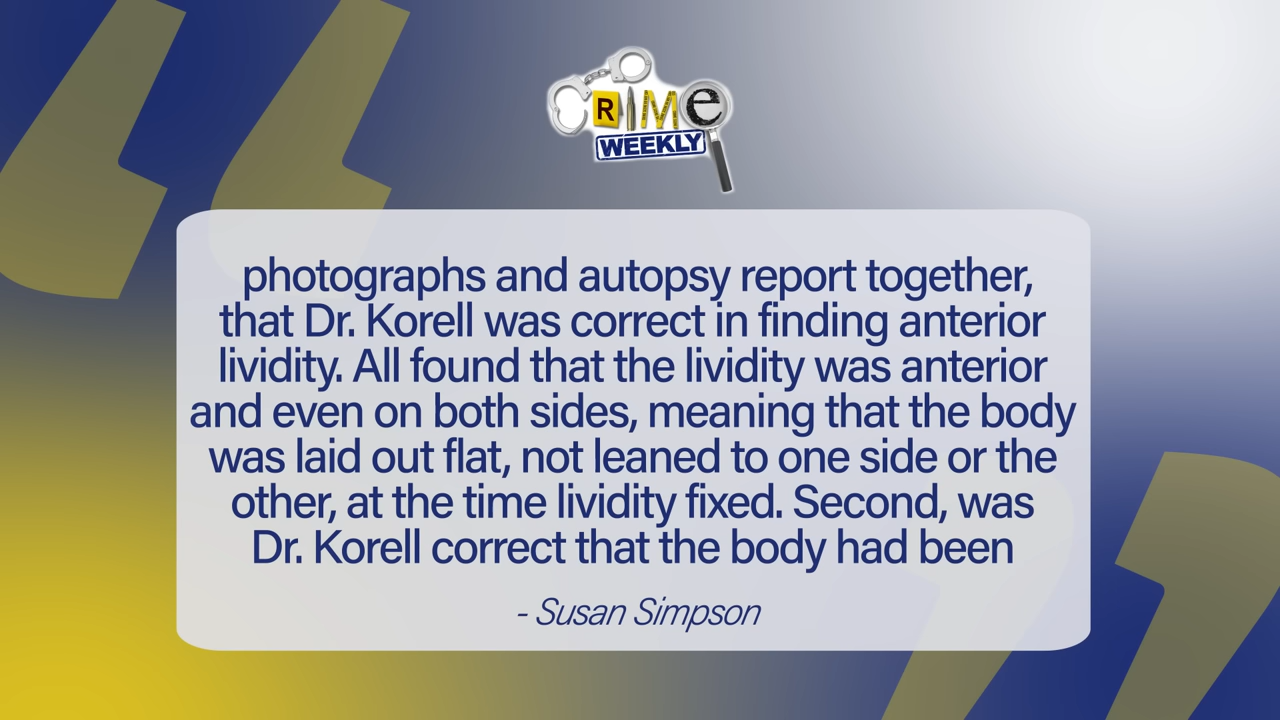 CRIME
WEEKLY
photographs and autopsy report together,
that Dr. Korell was correct in finding anterior
lividity. All found that the lividity was anterior
and even on both sides, meaning that the body
was laid out flat, not leaned to one side or the
other, at the time lividity fixed. Second, was
Dr. Korell correct that the body had been
- Susan Simpson